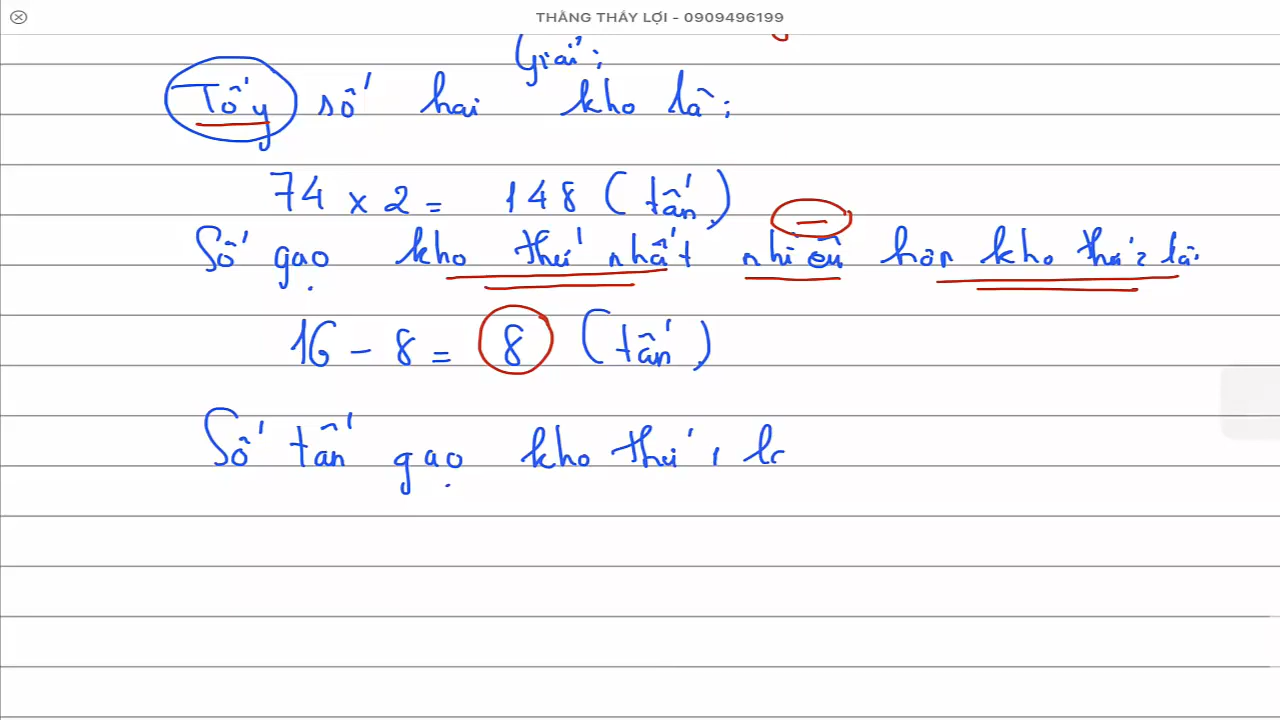 THẮNG THẦY LỢI - 0909496199
Giải:
Tổng số hai kho là:
74 x 2 = 148 (tấn)
—
Số gạo kho thứ nhất nhiều hơn kho thứ 2 là:
16 - 8 = 8 (tấn)
Số tấn gạo kho thứ 1 là